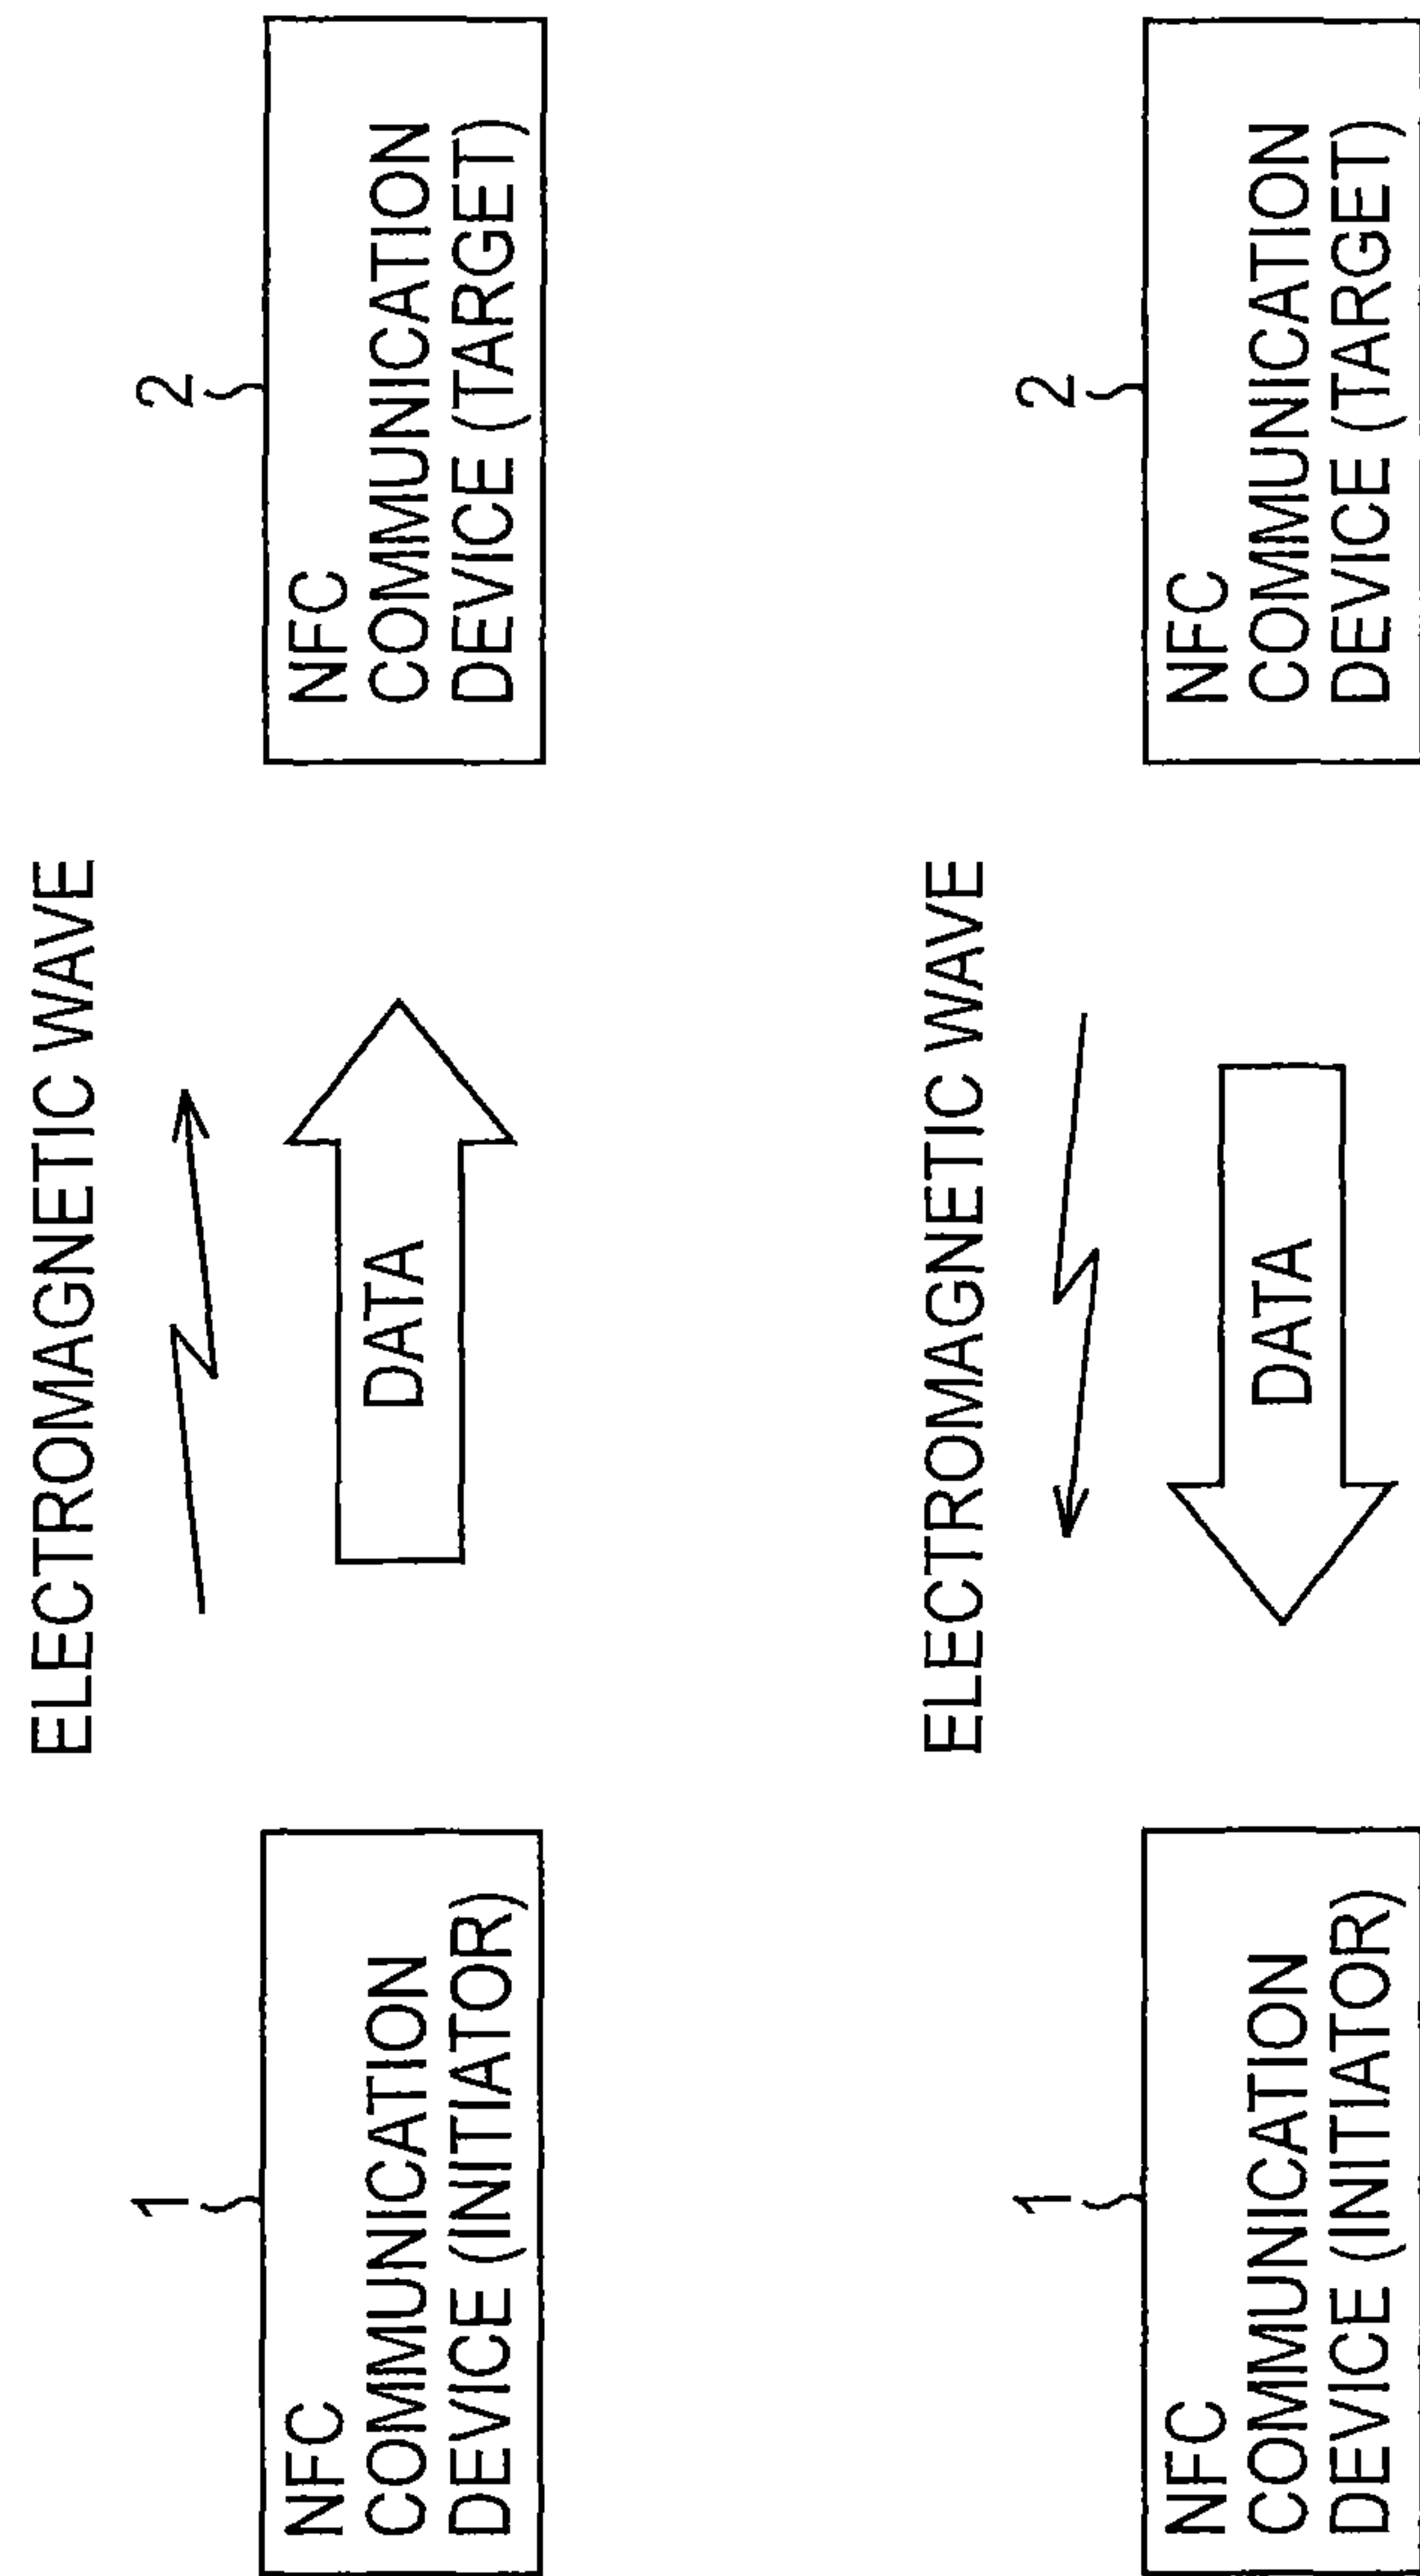 ELECTROMAGNETIC WAVE
1
2
NFC
COMMUNICATION
DEVICE (INITIATOR)
DATA
NFC
COMMUNICATION
DEVICE (TARGET)
ELECTROMAGNETIC WAVE
1
2
NFC
COMMUNICATION
DEVICE (INITIATOR)
DATA
NFC
COMMUNICATION
DEVICE (TARGET)